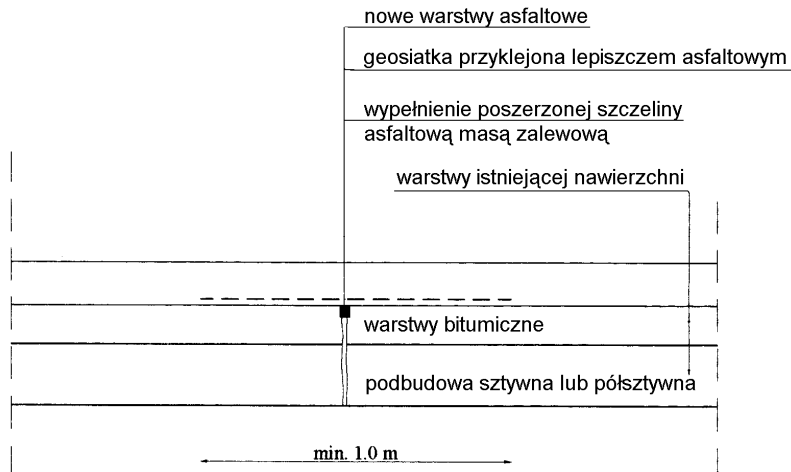 nowe warstwy asfaltowe
geosiatka przyklejona lepiszczem asfaltowym
wypełnienie poszerzonej szczeliny
asfaltową masą zalewową
warstwy istniejącej nawierzchni
warstwy bitumiczne
podbudowa sztywna lub półsztywna
min. 1.0 m